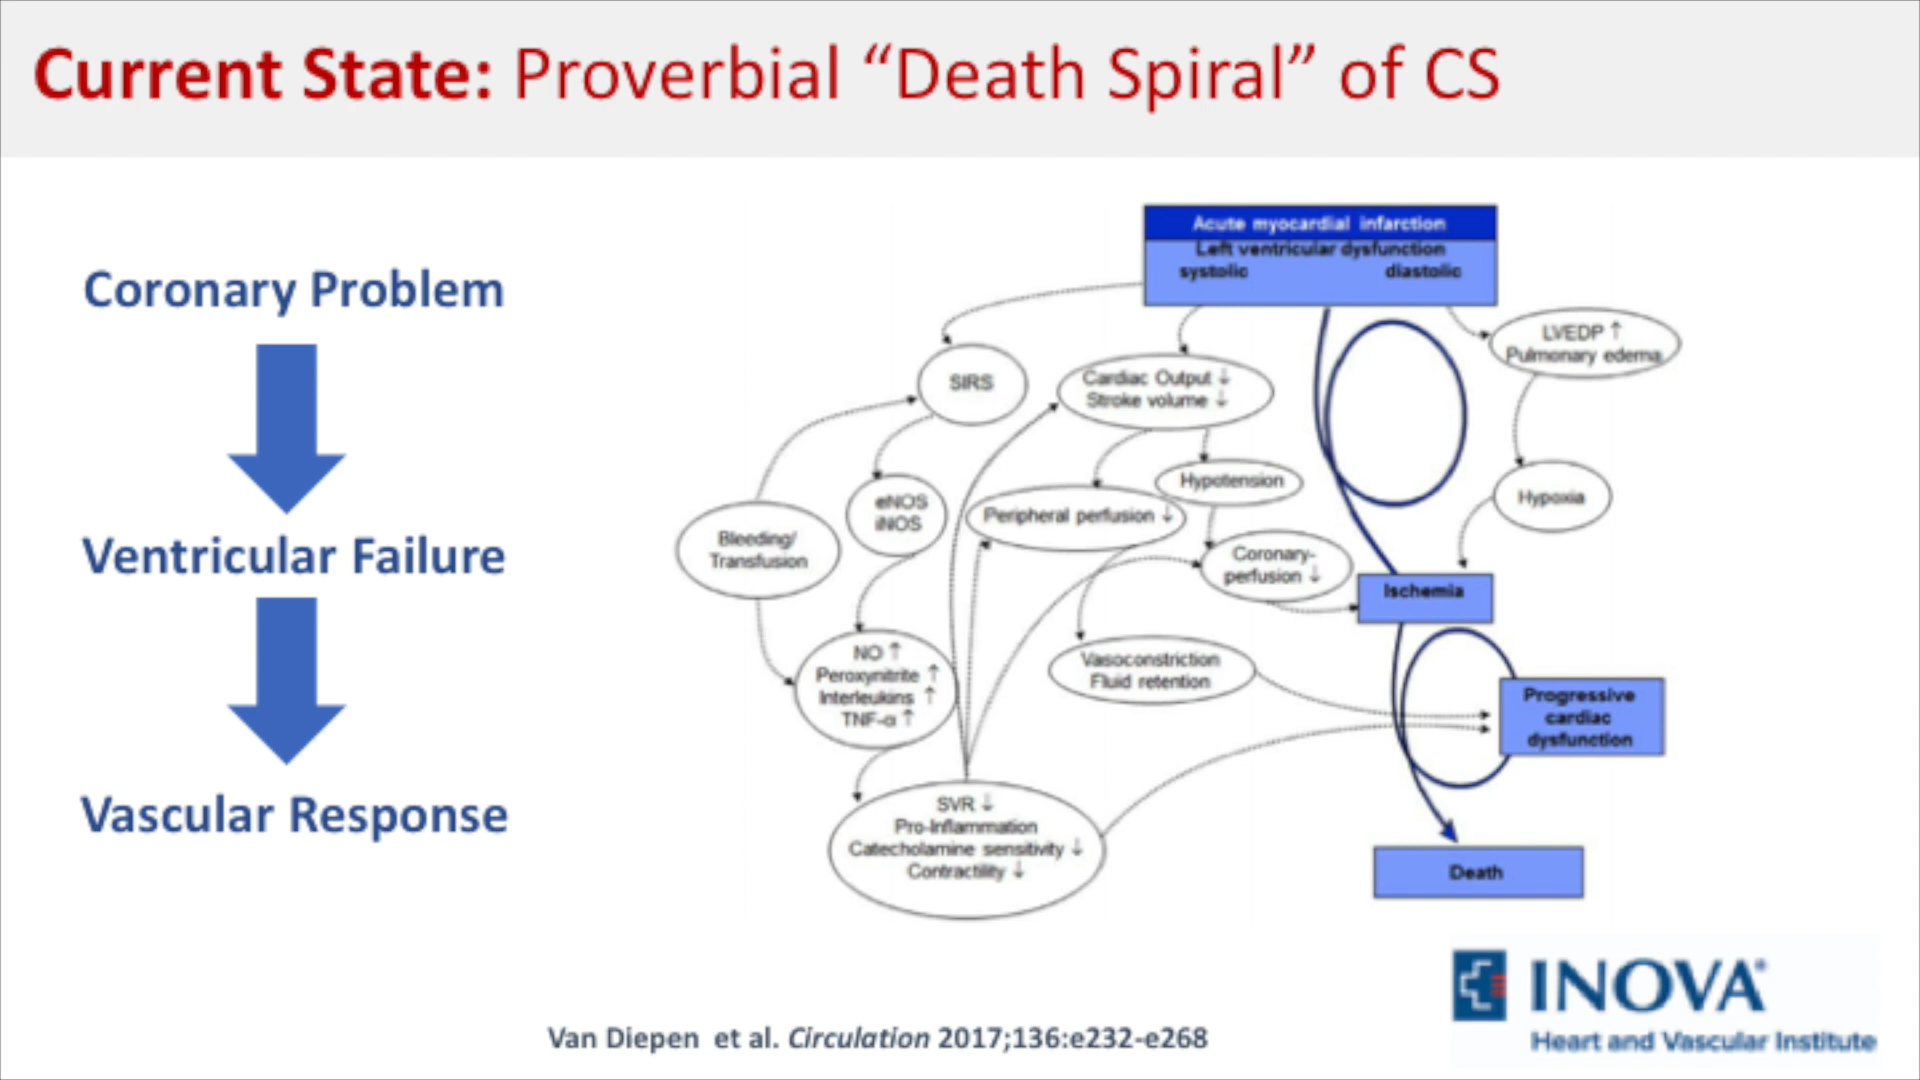 Current State: Proverbial “Death Spiral” of CS
Coronary Problem
Ventricular Failure
Vascular Response
Acute myocardial infarction
Left ventricular dysfunction
systolic diastolic
LVEDP ↑
Pulmonary edema
SIRS
Cardiac Output ↓
Stroke volume ↓
Hypotension
Hypoxia
eNOS
iNOS
Peripheral perfusion ↓
Bleeding/
Transfusion
Coronary-
perfusion ↓
Ischemia
NO ↑
Peroxynitrite ↑
Interleukins ↑
TNF-α ↑
Vasoconstriction
Fluid retention
Progressive
cardiac
dysfunction
SVR ↓
Pro-Inflammation
Catecholamine sensitivity ↓
Contractility ↓
Death
INOVA®
Heart and Vascular Institute
Van Diepen et al. Circulation 2017;136:e232-e268